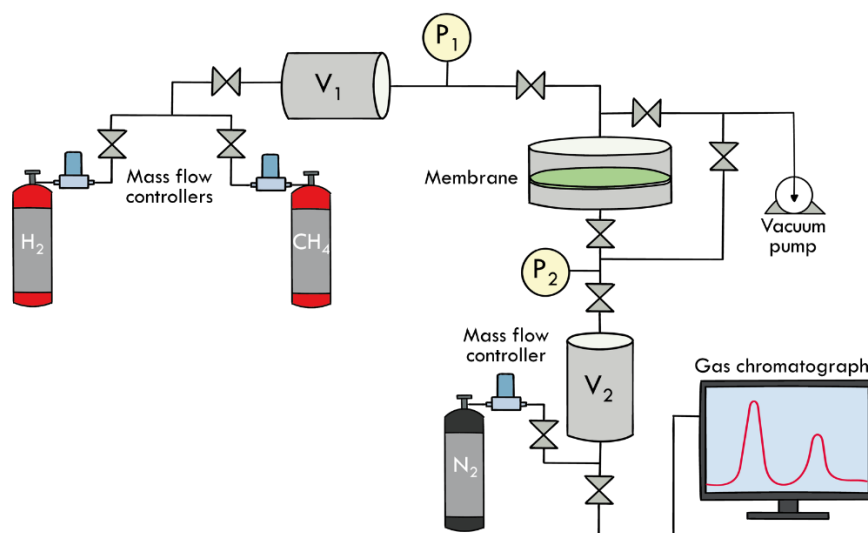 P₁
V₁
Mass flow
controllers
H₂
CH₄
Membrane
Vacuum
pump
P₂
Mass flow
controller
V₂
N₂
Gas chromatograph